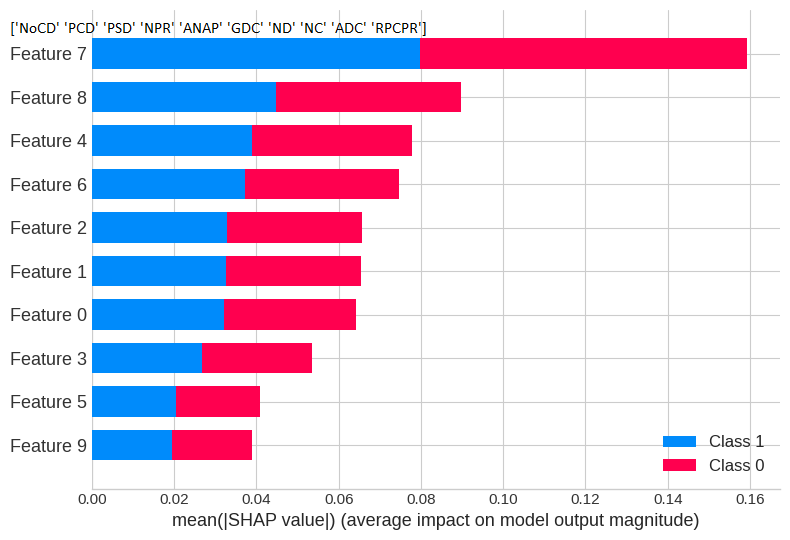 ['NoCD' 'PCD' 'PSD' 'NPR' 'ANAP' 'GDC' 'ND' 'NC' 'ADC' 'RPCPR']
Feature 7
Feature 8
Feature 4
Feature 6
Feature 2
Feature 1
Feature 0
Feature 3
Feature 5
Feature 9
Class 1
Class 0
0.00 0.02 0.04 0.06 0.08 0.10 0.12 0.14 0.16
mean(|SHAP value|) (average impact on model output magnitude)